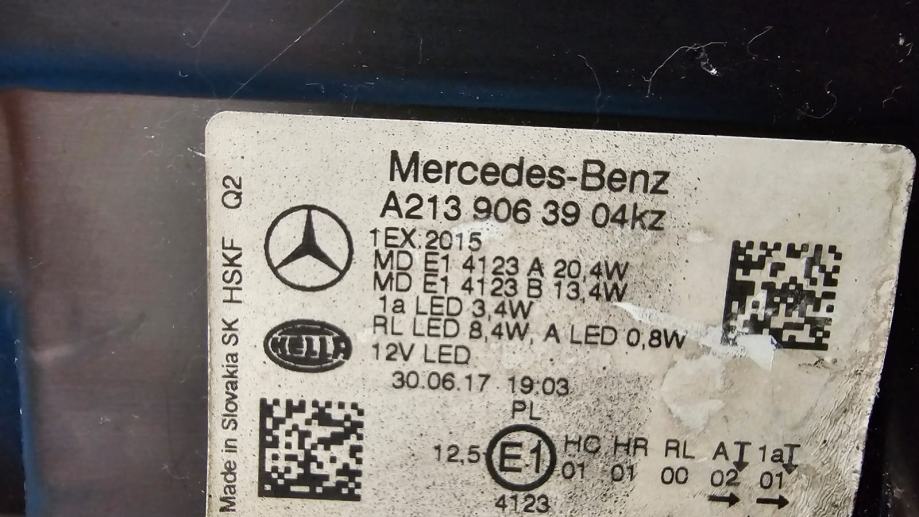 Mercedes-Benz
A213 906 39 04kz
1EX.2015
MD E1 4123 A 20,4W
MD E1 4123 B 13,4W
1a LED 3,4W
RL LED 8,4W, A LED 0,8W
12V LED
30.06.17 19:03
PL
12,5 E1 HC HR RL A 1a
01 01 00 02 01
4123
HELLA
Made in Slovakia SK HSKF Q2